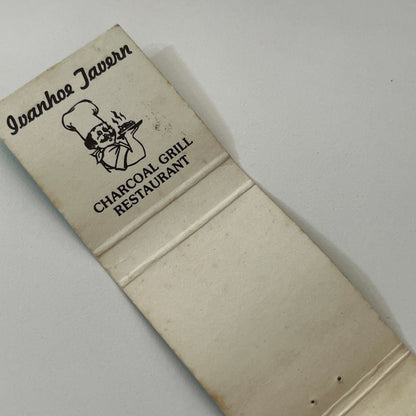 Ivanhoe Tavern
CHARCOAL GRILL
RESTAURANT